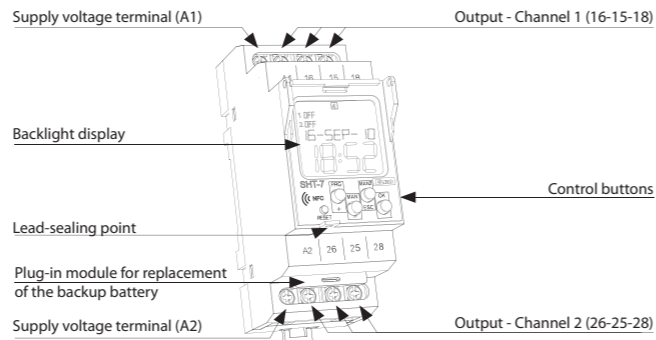 Supply voltage terminal (A1)
Output - Channel 1 (16-15-18)
A1 16 15 18
1 OFF
2 OFF
16-SEP-10
18:52
Backlight display
SHT-7
PRG
MAN2
NFC
MAN1
OK
ESC
+
RESET
Control buttons
Lead-sealing point
A2 26 25 28
Plug-in module for replacement
of the backup battery
Supply voltage terminal (A2)
Output - Channel 2 (26-25-28)